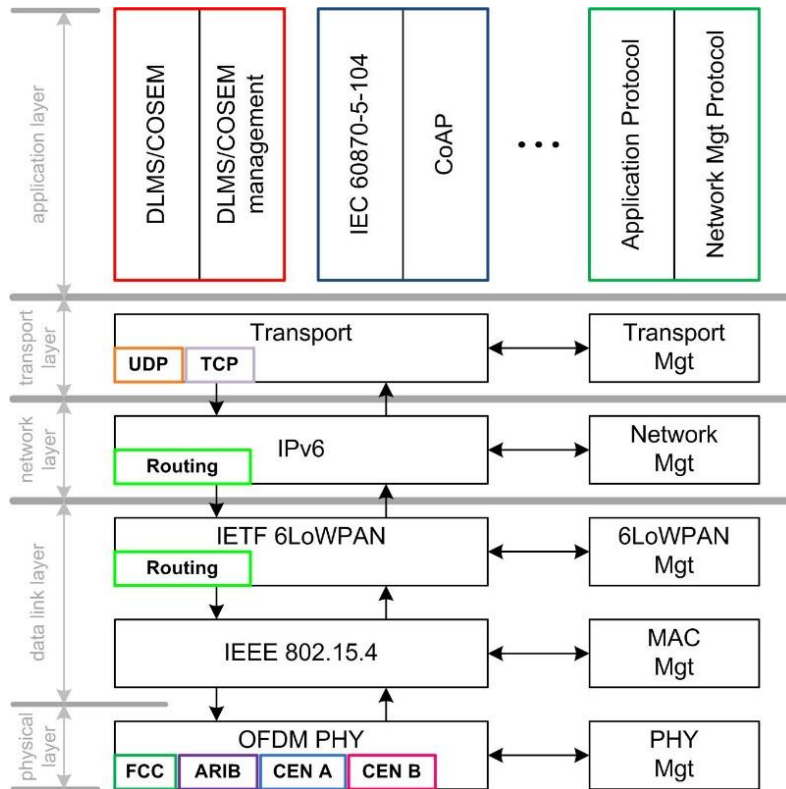 application layer
DLMS/COSEM
DLMS/COSEM
management
IEC 60870-5-104
CoAP
...
Application Protocol
Network Mgt Protocol
transport
layer
Transport
UDP
TCP
Transport
Mgt
network
layer
IPv6
Routing
Network
Mgt
data link layer
IETF 6LoWPAN
Routing
6LoWPAN
Mgt
IEEE 802.15.4
MAC
Mgt
physical
layer
OFDM PHY
FCC
ARIB
CEN A
CEN B
PHY
Mgt